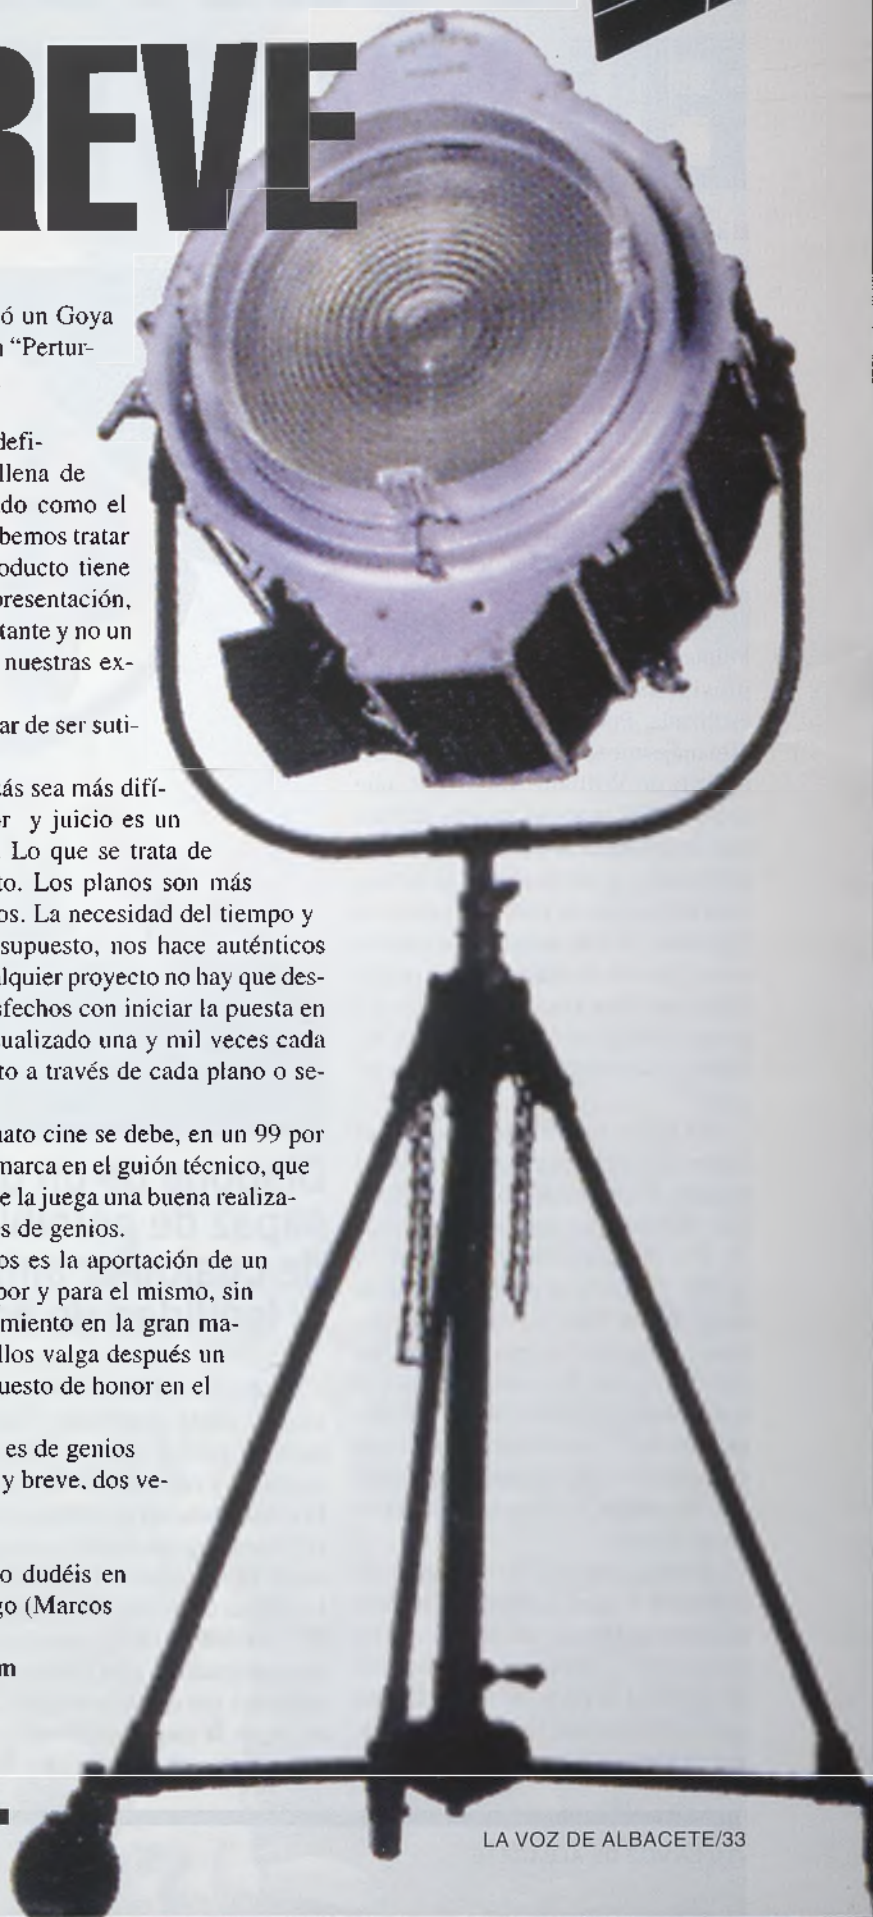 REVE
ó un Goya
n “Pertur-
defi-
llena de
do como el
bemos tratar
oducto tiene
presentación,
tante y no un
nuestras ex-
ar de ser suti-
ás sea más difí-
r y juicio es un
Lo que se trata de
to. Los planos son más
os. La necesidad del tiempo y
supuesto, nos hace auténticos
alquier proyecto no hay que des-
sfechos con iniciar la puesta en
ualizado una y mil veces cada
to a través de cada plano o se-
nato cine se debe, en un 99 por
marca en el guión técnico, que
e la juega una buena realiza-
s de genios.
os es la aportación de un
por y para el mismo, sin
miento en la gran ma-
llos valga después un
uesto de honor en el
es de genios
y breve, dos ve-
o dudéis en
go (Marcos
m
LA VOZ DE ALBACETE/33